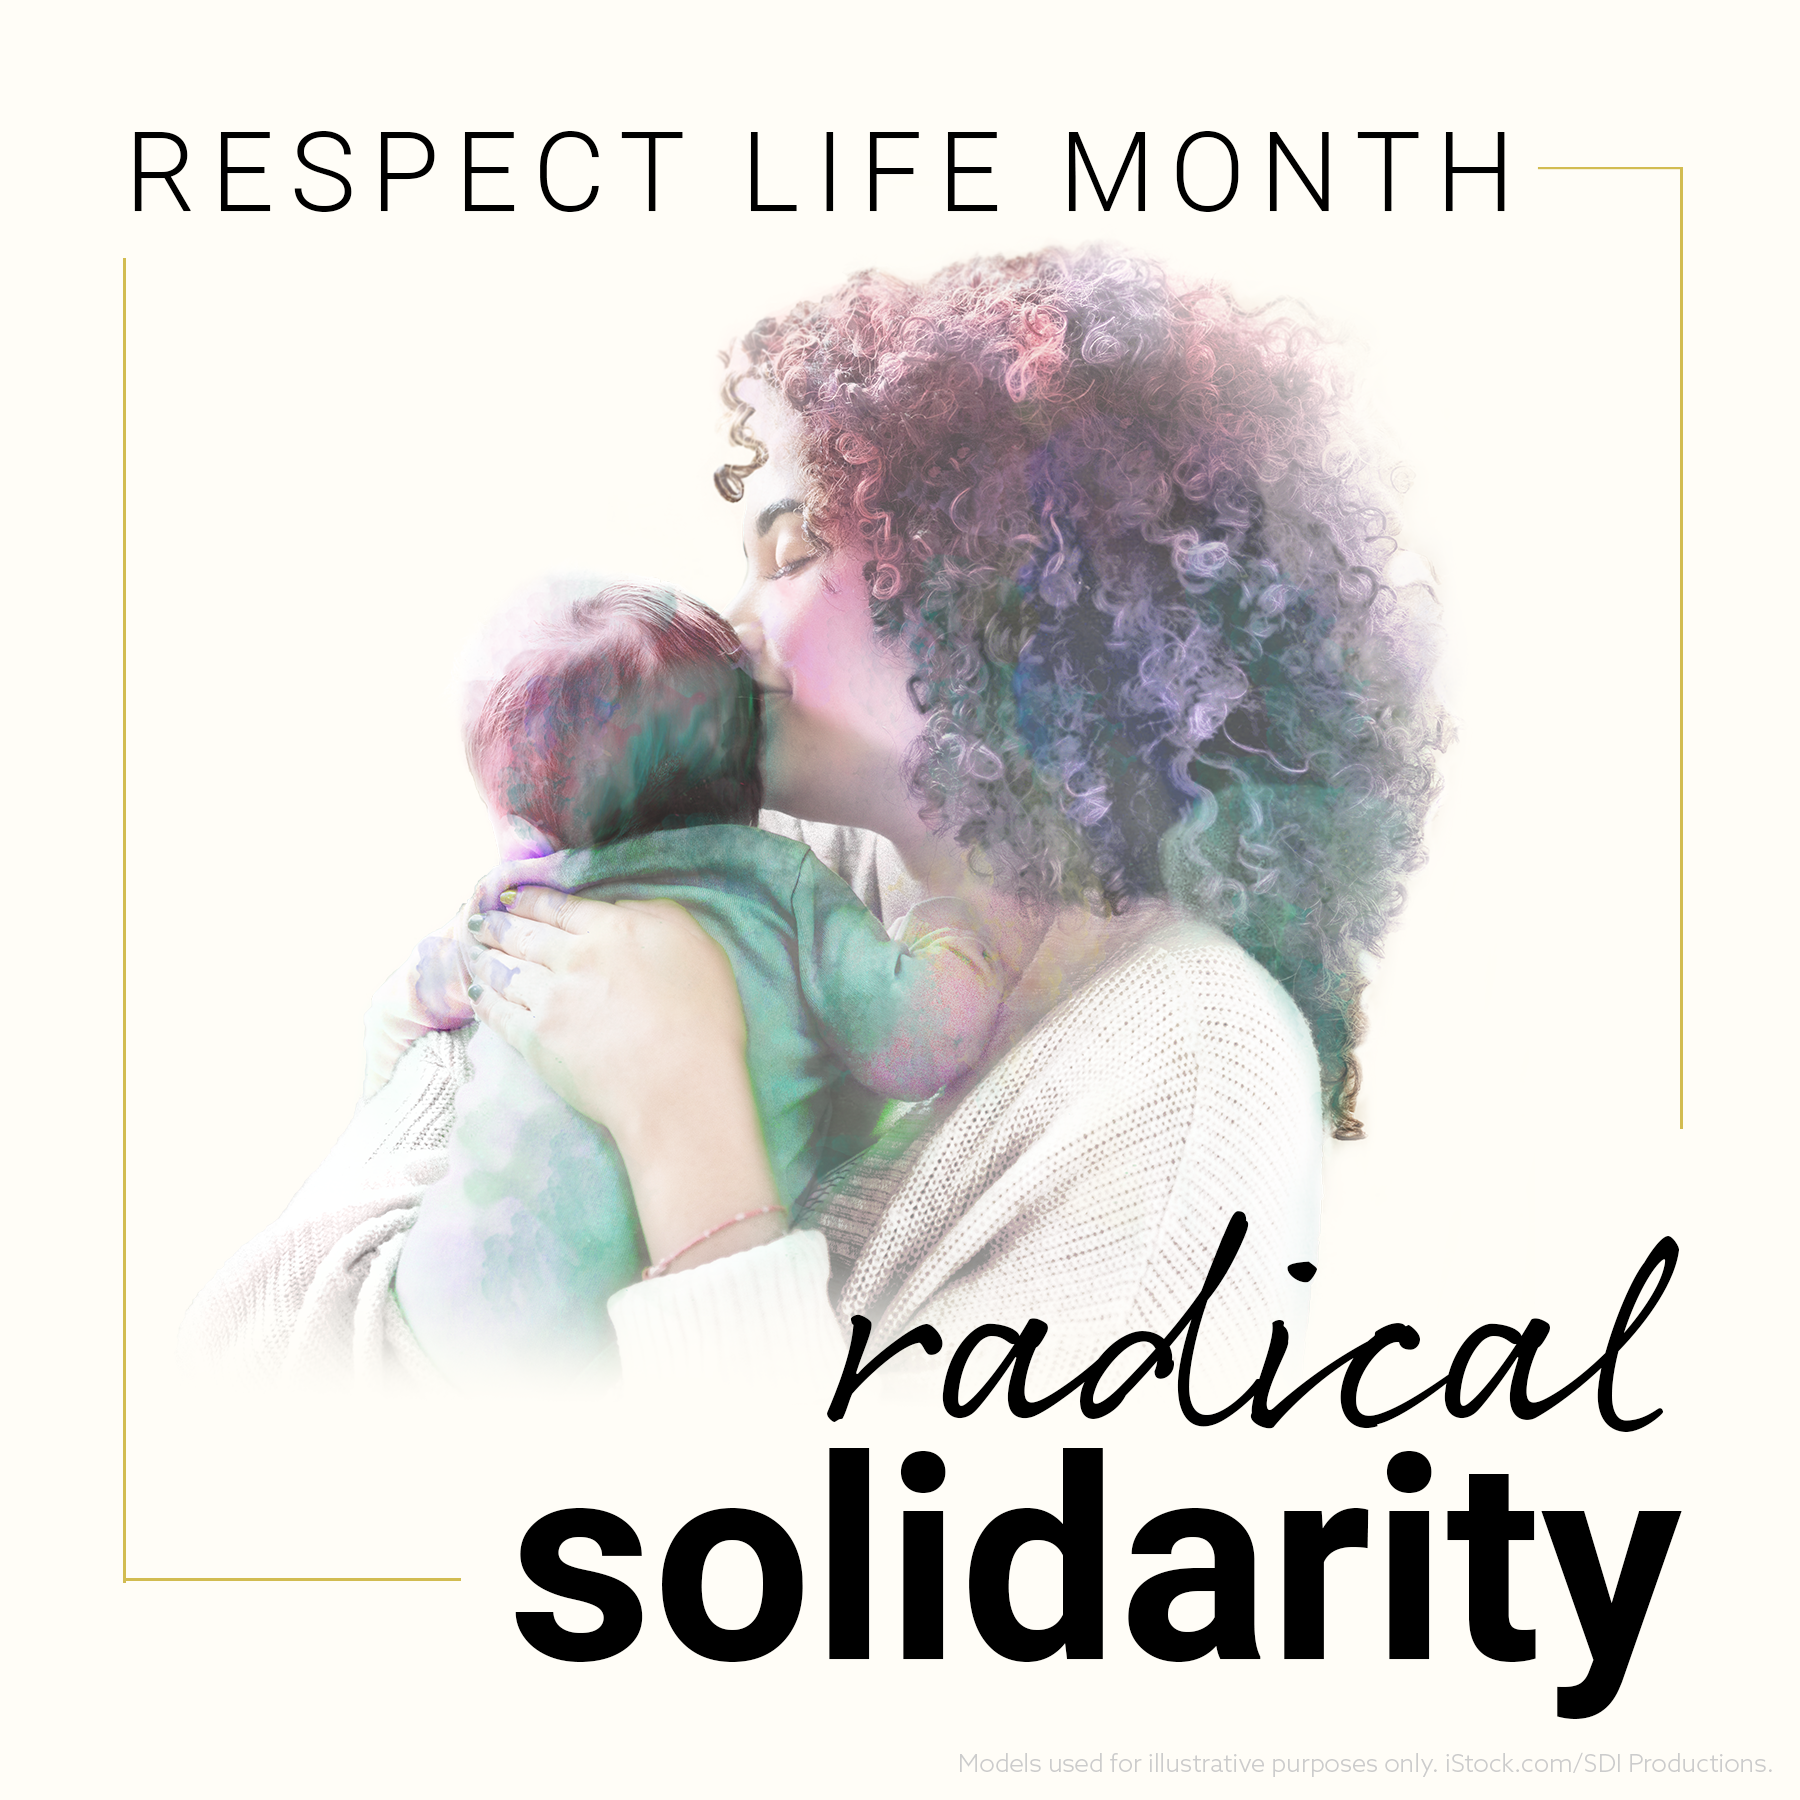 RESPECT LIFE MONTH
radical
solidarity
Models used for illustrative purposes only. iStock.com/SDI Productions.